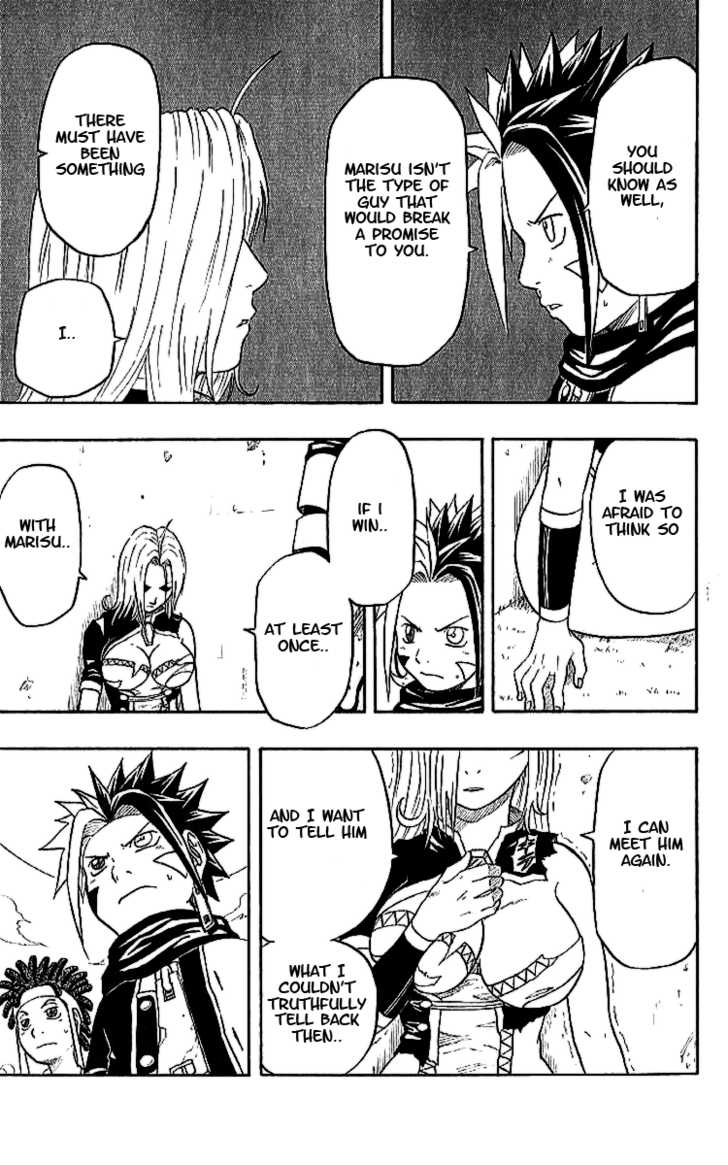 YOU
SHOULD
KNOW AS
WELL,
MARISU ISN'T
THE TYPE OF
GUY THAT
WOULD BREAK
A PROMISE
TO YOU.
THERE
MUST HAVE
BEEN
SOMETHING
I..
I WAS
AFRAID TO
THINK SO
IF I
WIN..
AT LEAST
ONCE..
WITH
MARISU..
I CAN
MEET HIM
AGAIN.
AND I WANT
TO TELL HIM
WHAT I
COULDN'T
TRUTHFULLY
TELL BACK
THEN..